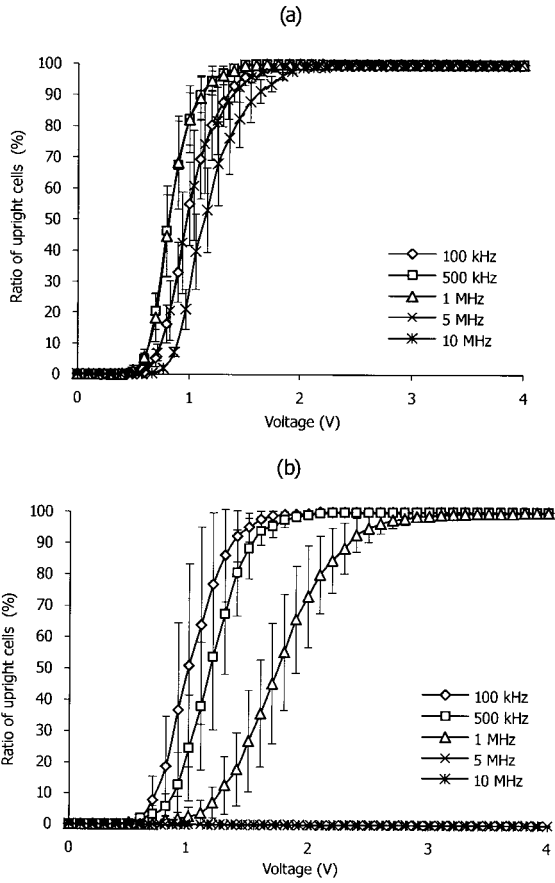 (a)
100
90
80
70
60
50
40
30
20
10
0
Ratio of upright cells (%)
100 kHz
500 kHz
1 MHz
5 MHz
10 MHz
0 1 2 3 4
Voltage (V)
(b)
100
90
80
70
60
50
40
30
20
10
0
Ratio of upright cells (%)
100 kHz
500 kHz
1 MHz
5 MHz
10 MHz
0 1 2 3 4
Voltage (V)